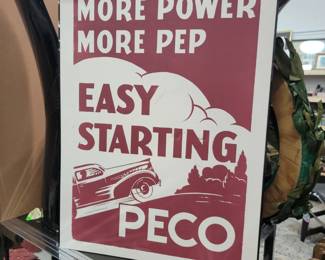 MORE POWER
MORE PEP
EASY
STARTING
PECO